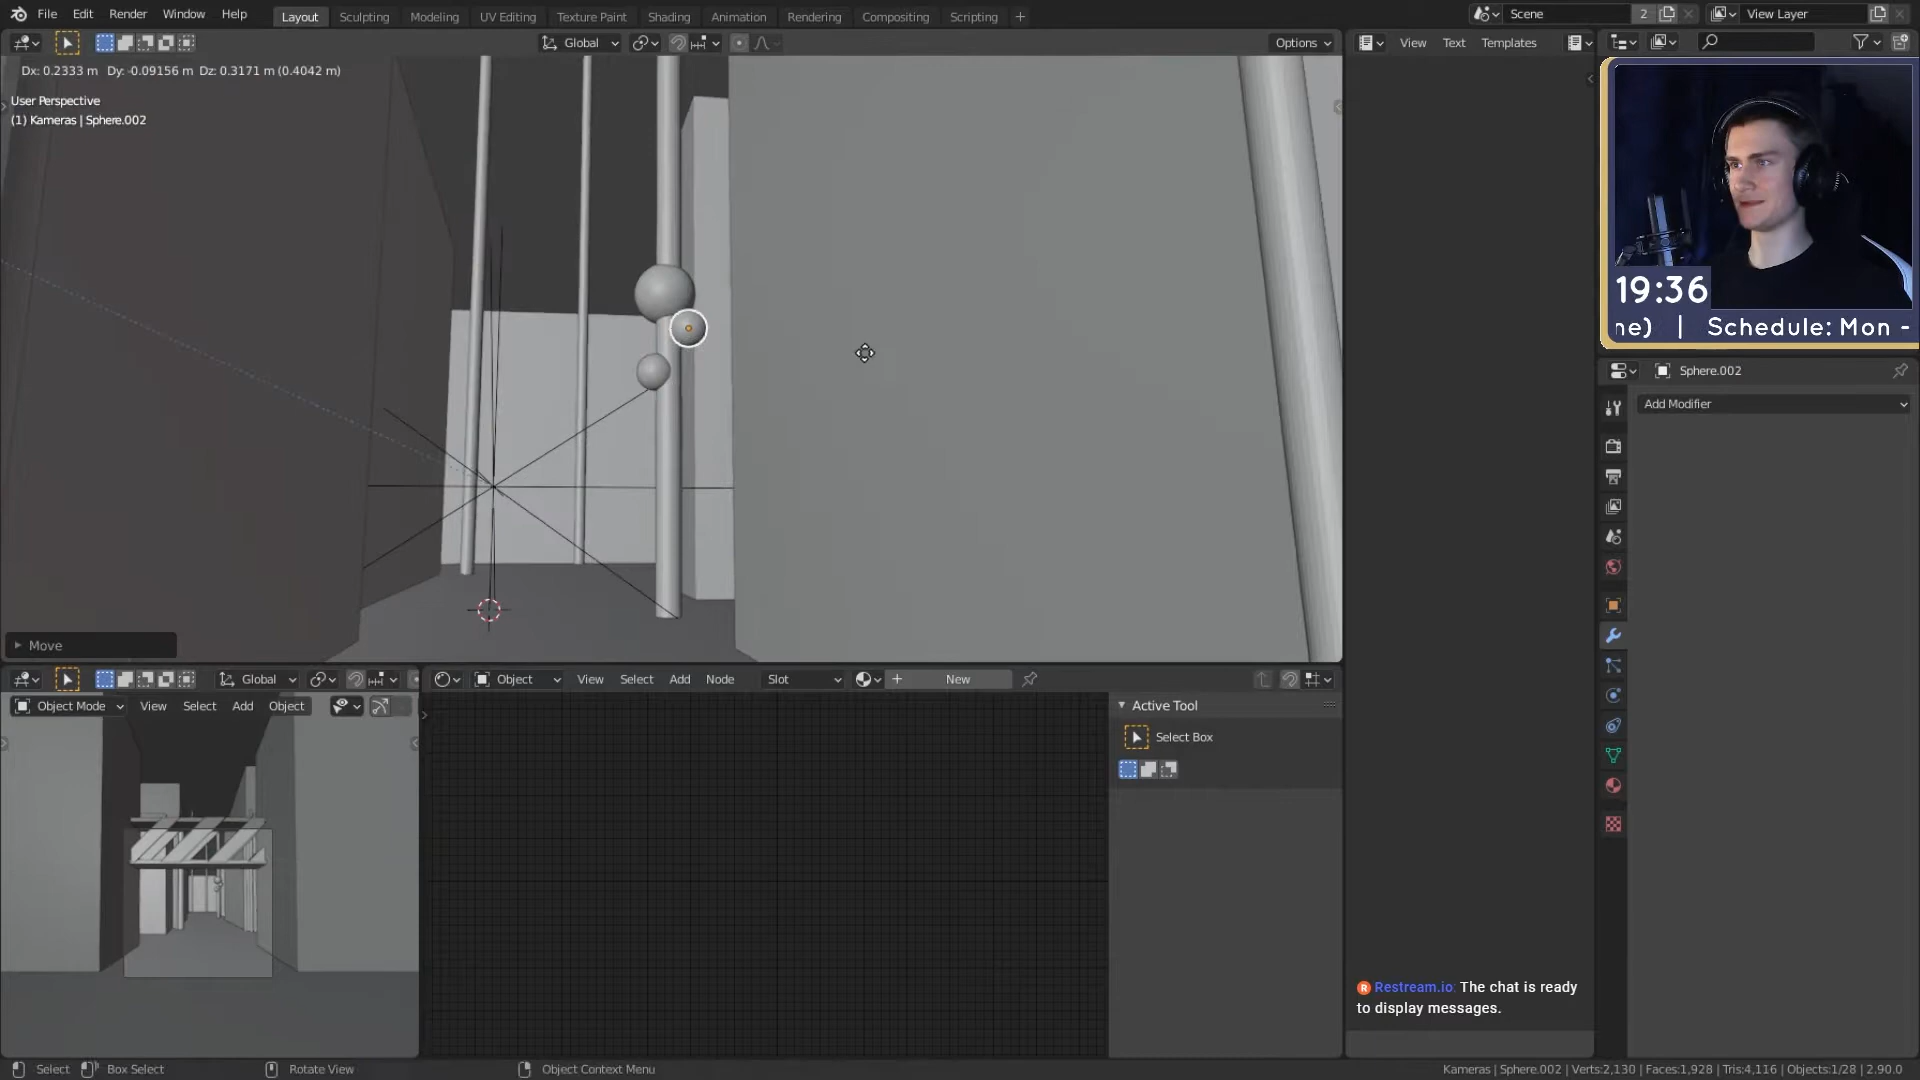 File Edit Render Window Help
Layout Sculpting Modeling UV Editing Texture Paint Shading Animation Rendering Compositing Scripting +
Scene 2 View Layer
Global Options View Text Templates
Dx: 0.2333 m Dy: -0.09156 m Dz: 0.3171 m (0.4042 m)
User Perspective
(1) Kameras | Sphere.002
19:36
ne) | Schedule: Mon -
Sphere.002
Add Modifier
Move
Global Object View Select Add Node Slot + New
Object Mode View Select Add Object
Active Tool
Select Box
Restream.io: The chat is ready
to display messages.
Select Box Select Rotate View Object Context Menu
Kameras | Sphere.002 | Verts:2,130 | Faces:1,928 | Tris:4,116 | Objects:1/28 | 2.90.0